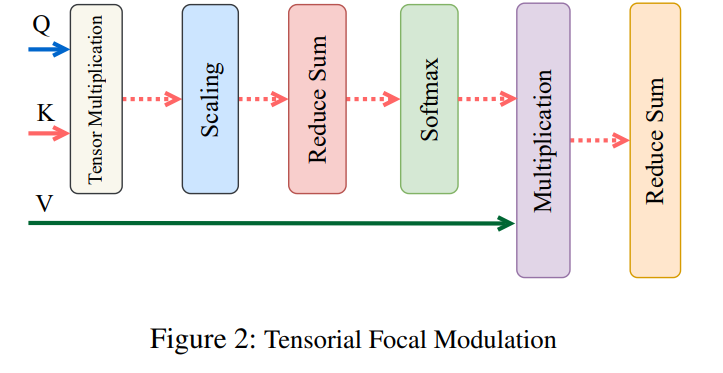 Q
K
V
Tensor Multiplication
Scaling
Reduce Sum
Softmax
Multiplication
Reduce Sum
Figure 2: Tensorial Focal Modulation